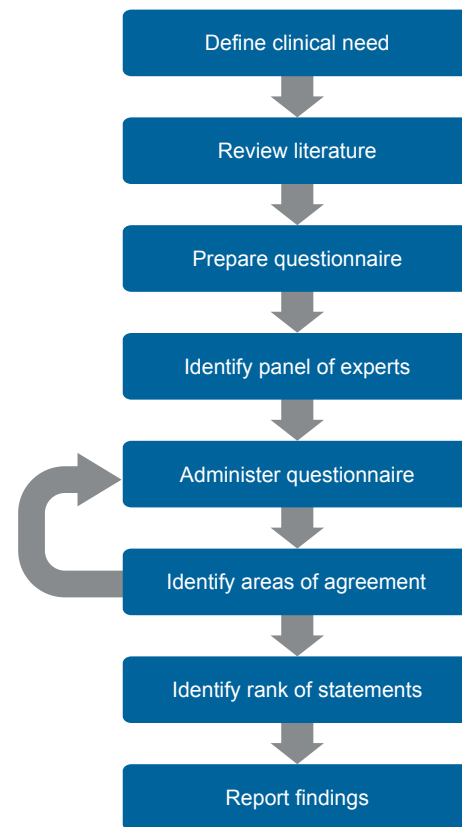 Define clinical need
Review literature
Prepare questionnaire
Identify panel of experts
Administer questionnaire
Identify areas of agreement
Identify rank of statements
Report findings